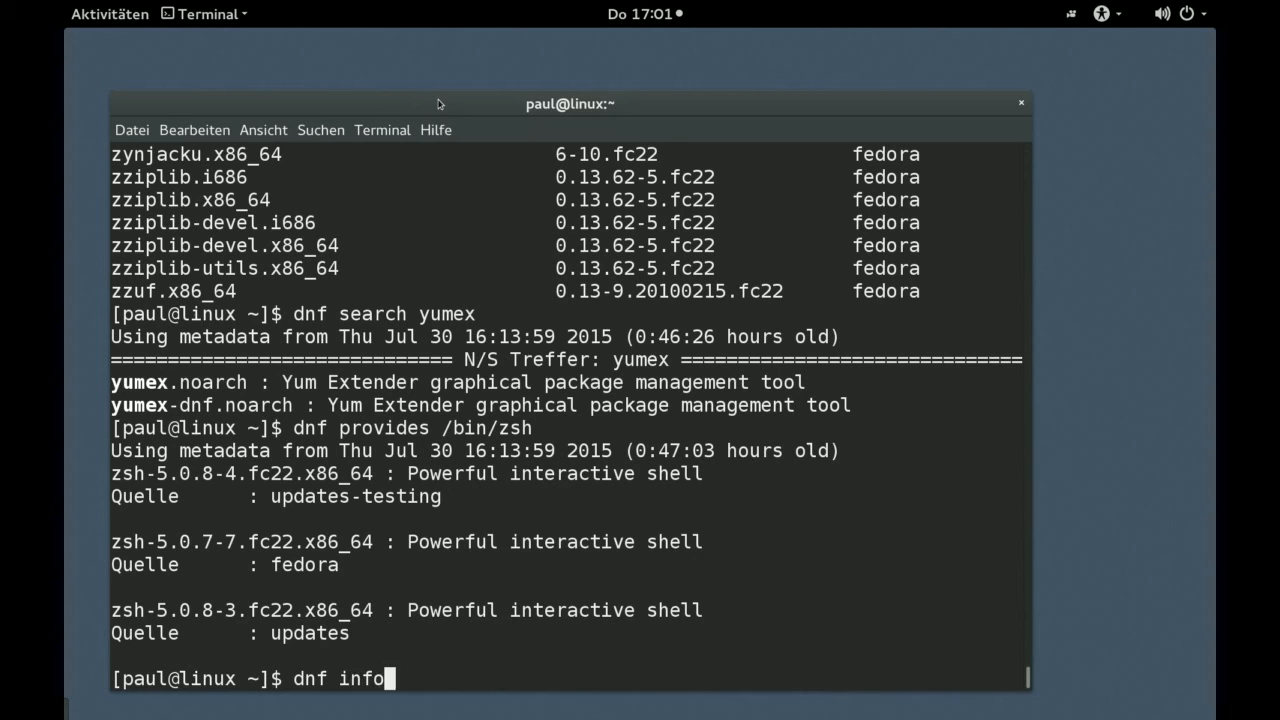 Aktivitäten Terminal Do 17:01
paul@linux:~ ×
Datei Bearbeiten Ansicht Suchen Terminal Hilfe
zynjacku.x86_64 6-10.fc22 fedora
zziplib.i686 0.13.62-5.fc22 fedora
zziplib.x86_64 0.13.62-5.fc22 fedora
zziplib-devel.i686 0.13.62-5.fc22 fedora
zziplib-devel.x86_64 0.13.62-5.fc22 fedora
zziplib-utils.x86_64 0.13.62-5.fc22 fedora
zzuf.x86_64 0.13-9.20100215.fc22 fedora
[paul@linux ~]$ dnf search yumex
Using metadata from Thu Jul 30 16:13:59 2015 (0:46:26 hours old)
============================== N/S Treffer: yumex ==============================
yumex.noarch : Yum Extender graphical package management tool
yumex-dnf.noarch : Yum Extender graphical package management tool
[paul@linux ~]$ dnf provides /bin/zsh
Using metadata from Thu Jul 30 16:13:59 2015 (0:47:03 hours old)
zsh-5.0.8-4.fc22.x86_64 : Powerful interactive shell
Quelle : updates-testing
zsh-5.0.7-7.fc22.x86_64 : Powerful interactive shell
Quelle : fedora
zsh-5.0.8-3.fc22.x86_64 : Powerful interactive shell
Quelle : updates
[paul@linux ~]$ dnf info